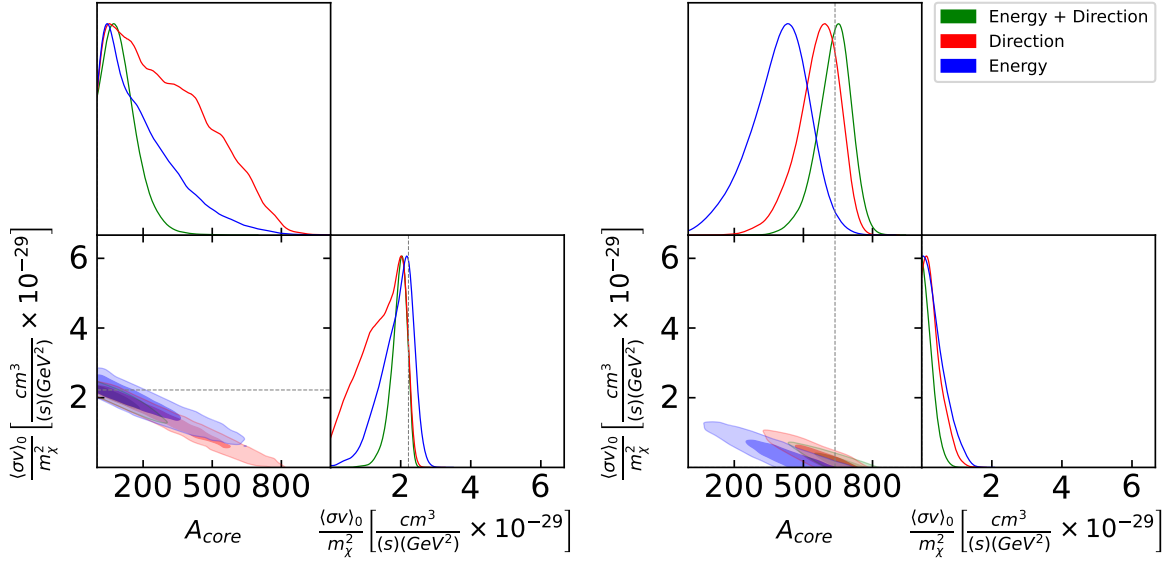 Energy + Direction
Direction
Energy
6
4
2
⟨σv⟩₀/m²_χ [cm³/(s)(GeV²) × 10⁻²⁹]
200 500 800
A_core
2 4 6
⟨σv⟩₀/m²_χ [cm³/(s)(GeV²) × 10⁻²⁹]
6
4
2
⟨σv⟩₀/m²_χ [cm³/(s)(GeV²) × 10⁻²⁹]
200 500 800
A_core
2 4 6
⟨σv⟩₀/m²_χ [cm³/(s)(GeV²) × 10⁻²⁹]